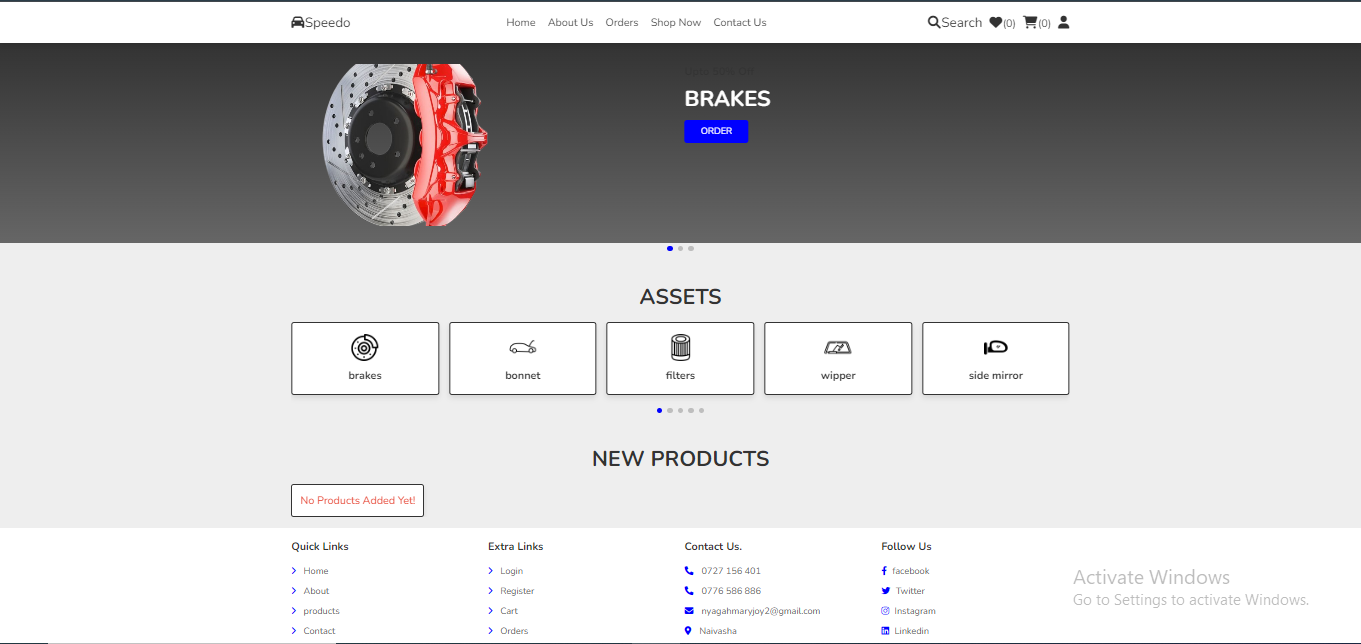 Speedo Home About Us Orders Shop Now Contact Us Search (0) (0)
BRAKES
ORDER
ASSETS
brakes bonnet filters wipper side mirror
NEW PRODUCTS
No Products Added Yet!
Quick Links Extra Links Contact Us. Follow Us
Home Login 0727 156 401 facebook
About Register 0776 586 886 Twitter
products Cart nyagahmaryjoy2@gmail.com Instagram
Contact Orders Naivasha Linkedin
Activate Windows
Go to Settings to activate Windows.